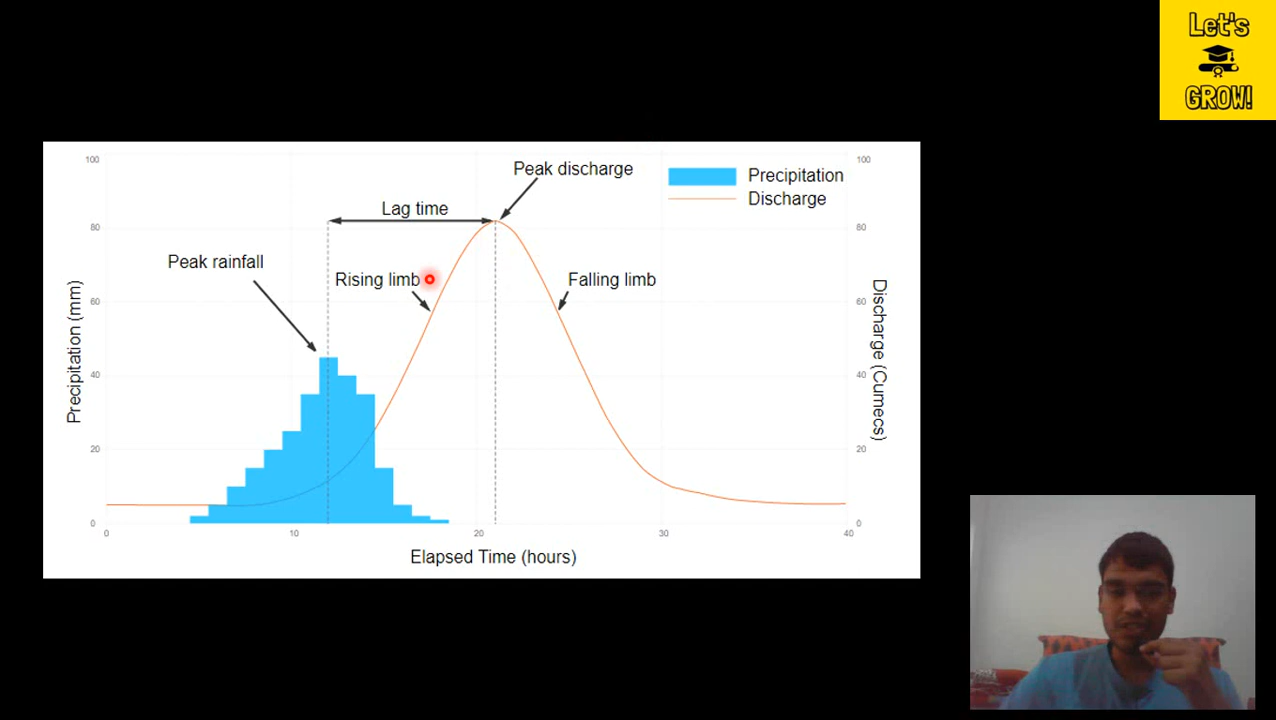 Let's
GROW!
100
100
Peak discharge
Precipitation
Discharge
Lag time
80
80
Peak rainfall
Rising limb
Falling limb
60
60
Precipitation (mm)
Discharge (Cumecs)
40
40
20
20
0
0
0
10
20
30
40
Elapsed Time (hours)